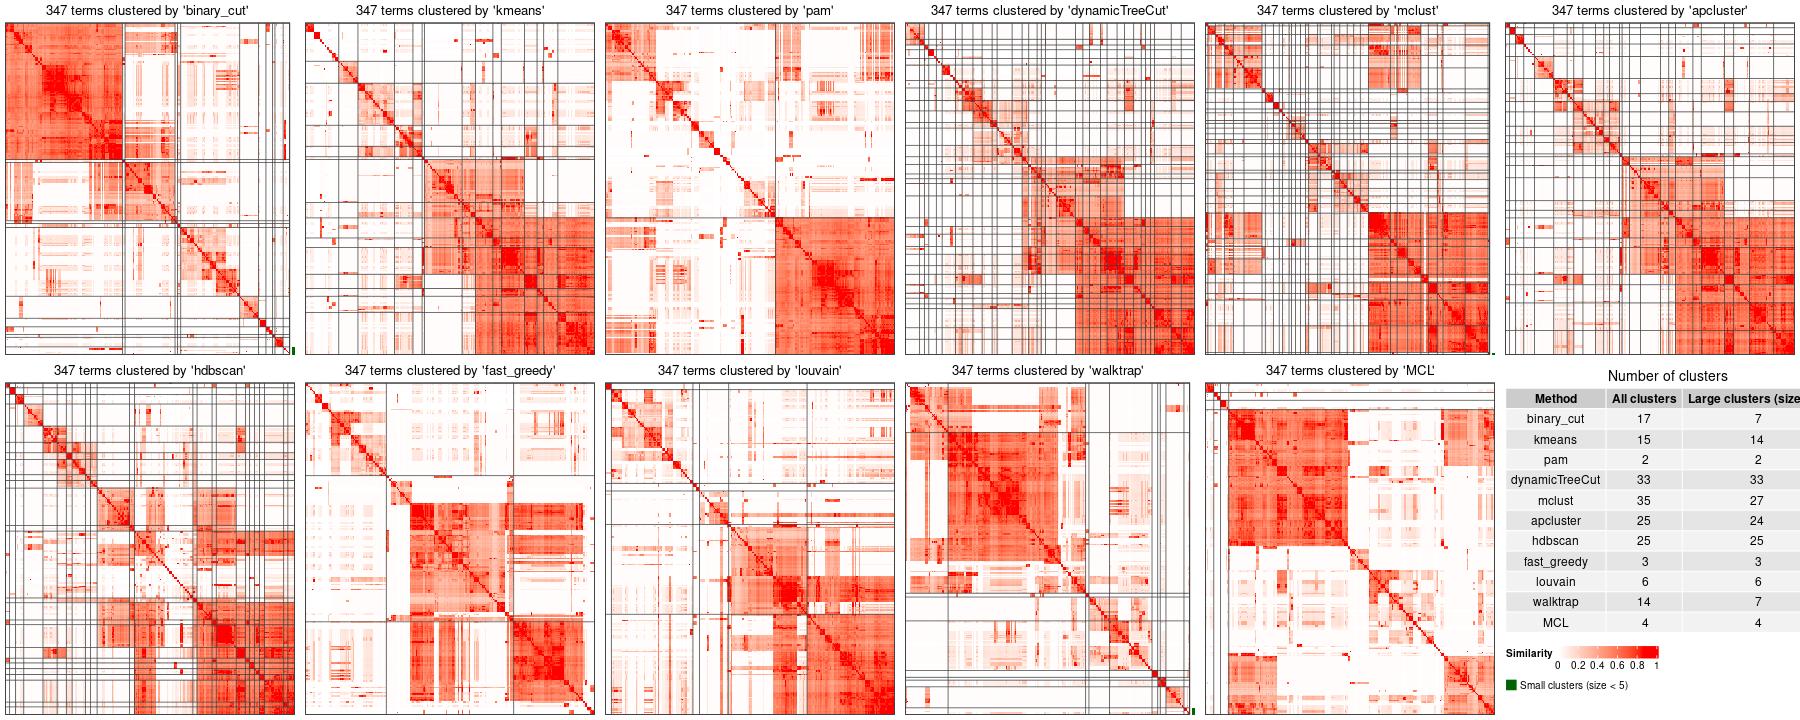 347 terms clustered by 'binary_cut'
347 terms clustered by 'kmeans'
347 terms clustered by 'pam'
347 terms clustered by 'dynamicTreeCut'
347 terms clustered by 'mclust'
347 terms clustered by 'apcluster'
347 terms clustered by 'hdbscan'
347 terms clustered by 'fast_greedy'
347 terms clustered by 'louvain'
347 terms clustered by 'walktrap'
347 terms clustered by 'MCL'
Number of clusters
Method All clusters Large clusters (size
binary_cut 17 7
kmeans 15 14
pam 2 2
dynamicTreeCut 33 33
mclust 35 27
apcluster 25 24
hdbscan 25 25
fast_greedy 3 3
louvain 6 6
walktrap 14 7
MCL 4 4
Similarity
0 0.2 0.4 0.6 0.8 1
Small clusters (size < 5)